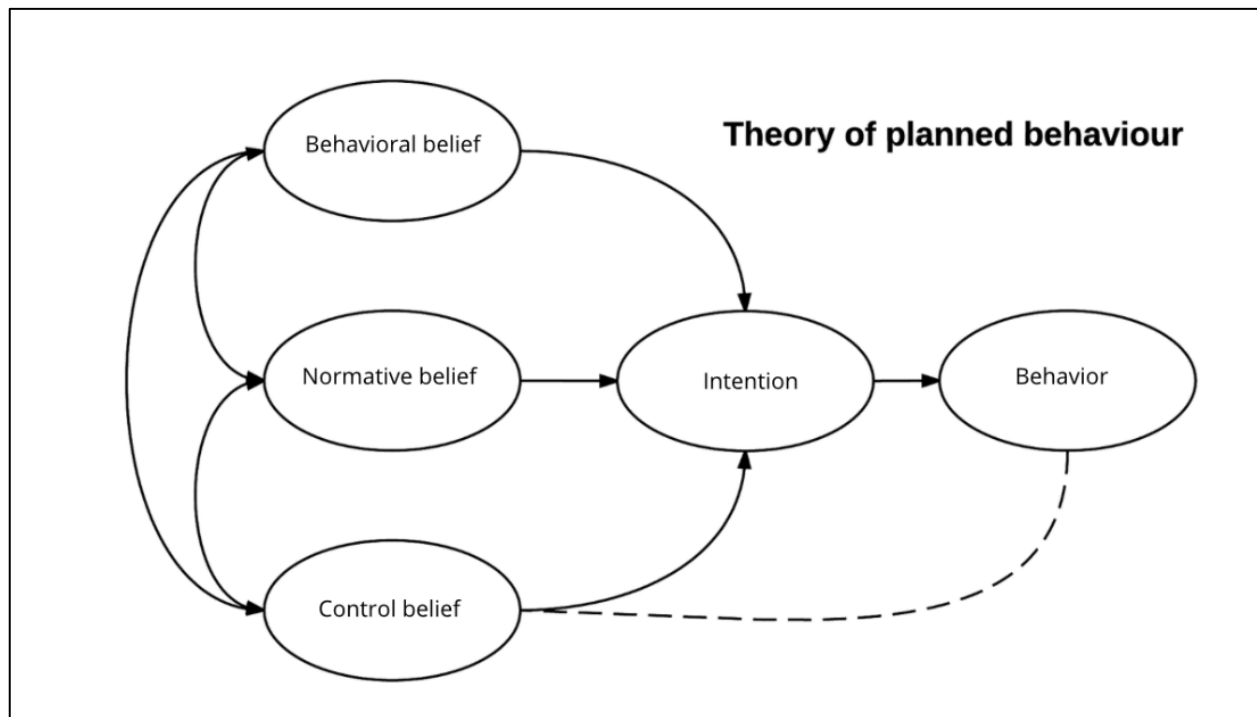 Theory of planned behaviour
Behavioral belief
Normative belief
Intention
Behavior
Control belief